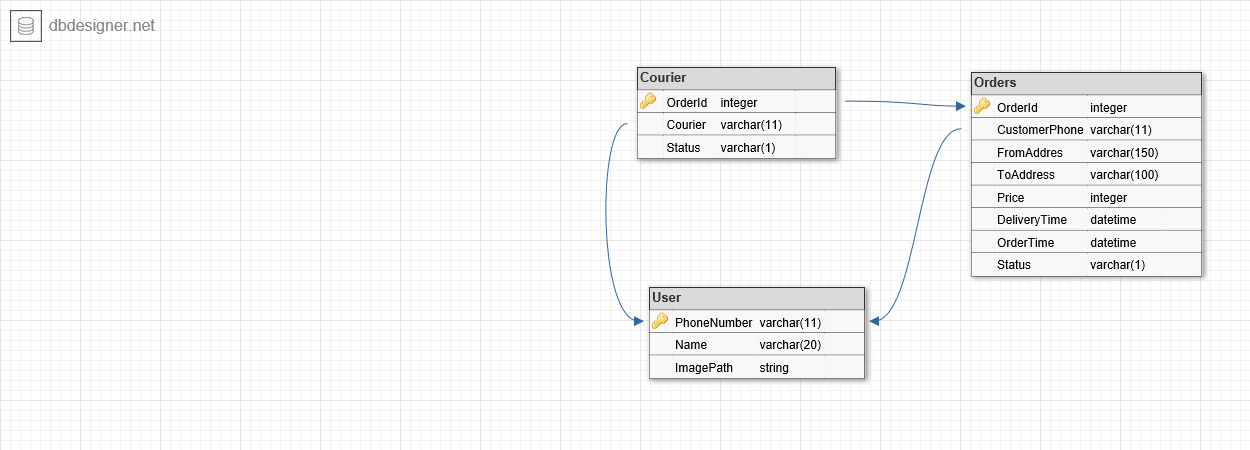 dbdesigner.net
Courier
OrderId integer
Courier varchar(11)
Status varchar(1)
Orders
OrderId integer
CustomerPhone varchar(11)
FromAddres varchar(150)
ToAddress varchar(100)
Price integer
DeliveryTime datetime
OrderTime datetime
Status varchar(1)
User
PhoneNumber varchar(11)
Name varchar(20)
ImagePath string